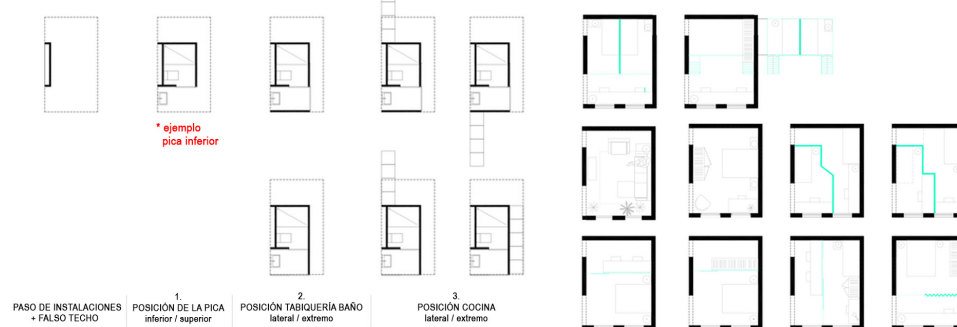 * ejemplo
pica inferior
PASO DE INSTALACIONES
+ FALSO TECHO
1.
POSICIÓN DE LA PICA
inferior / superior
2.
POSICIÓN TABIQUERÍA BAÑO
lateral / extremo
3.
POSICIÓN COCINA
lateral / extremo